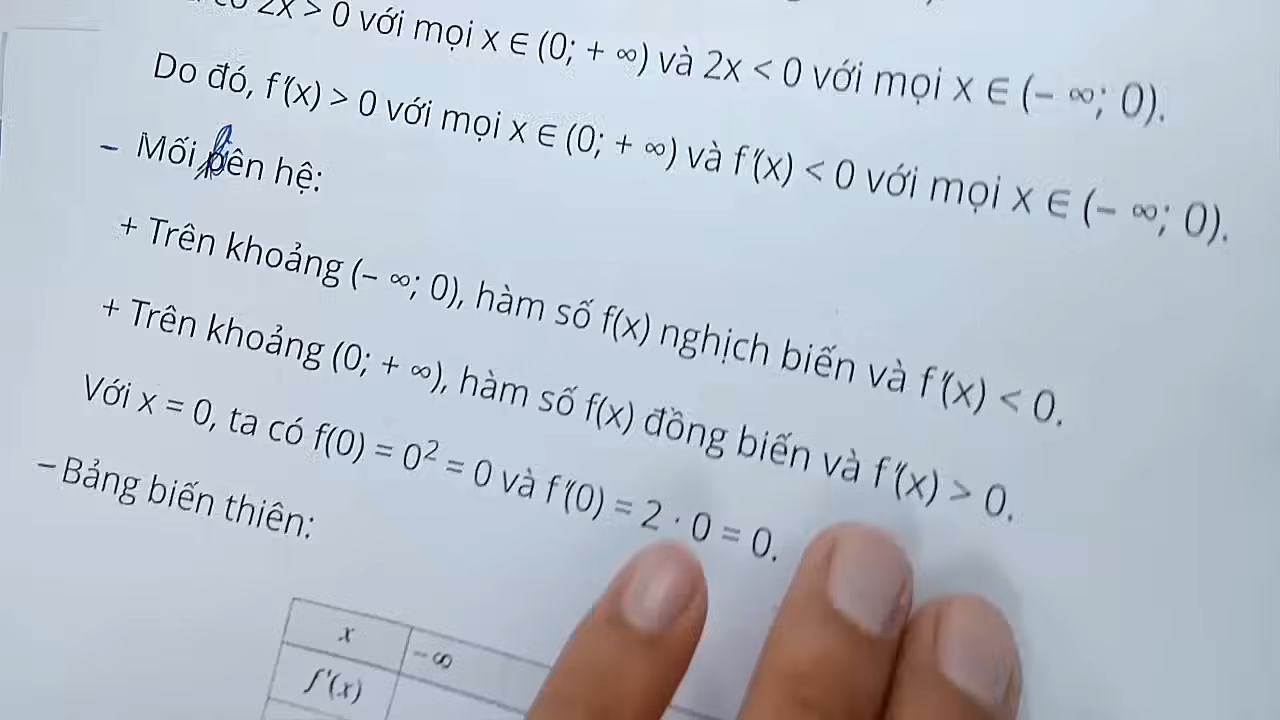 2x > 0 với mọi x ∈ (0; + ∞) và 2x < 0 với mọi x ∈ (– ∞; 0).
Do đó, f'(x) > 0 với mọi x ∈ (0; + ∞) và f'(x) < 0 với mọi x ∈ (– ∞; 0).
– Mối liên hệ:
+ Trên khoảng (– ∞; 0), hàm số f(x) nghịch biến và f'(x) < 0.
+ Trên khoảng (0; + ∞), hàm số f(x) đồng biến và f'(x) > 0.
Với x = 0, ta có f(0) = 0² = 0 và f'(0) = 2 · 0 = 0.
– Bảng biến thiên:
x –∞
f'(x)